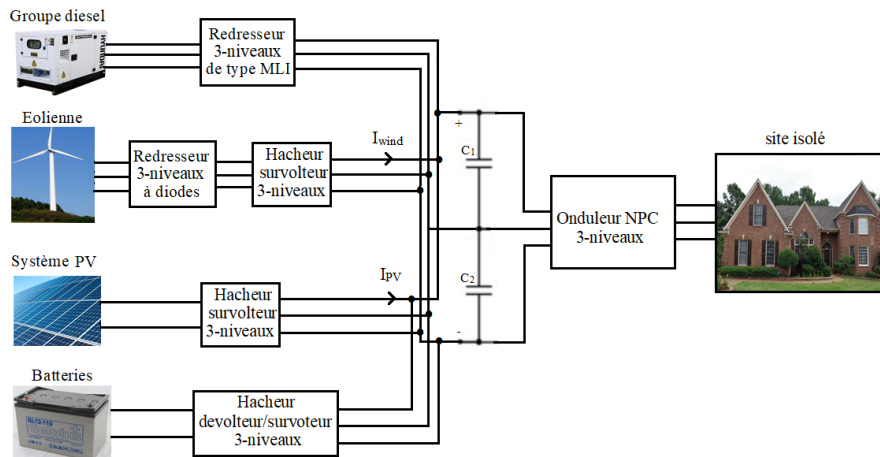 Groupe diesel
Redresseur
3-niveaux
de type MLI
HYUNDAI
Eolienne
Redresseur
3-niveaux
à diodes
Hacheur
survolteur
3-niveaux
Iwind
+
C1
site isolé
Onduleur NPC
3-niveaux
Système PV
Hacheur
survolteur
3-niveaux
IPV
C2
-
Batteries
Hacheur
devolteur/survoteur
3-niveaux